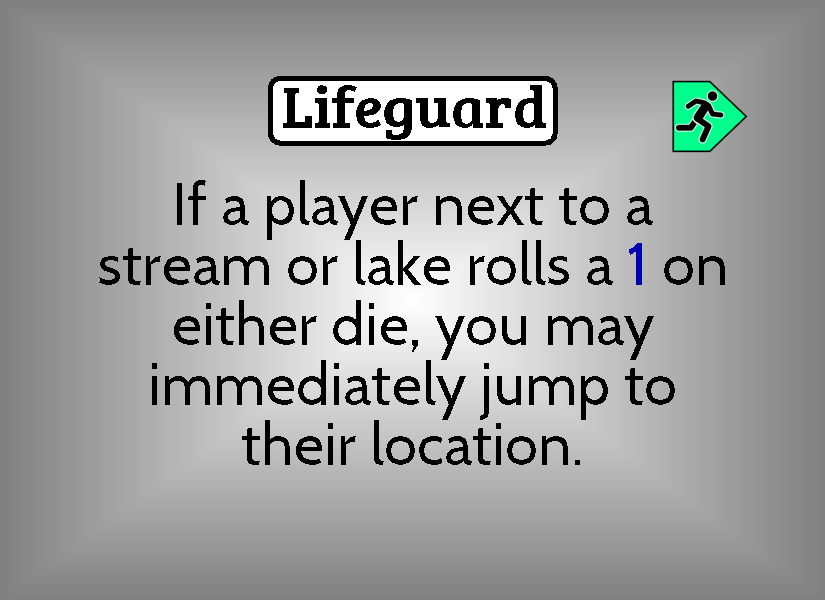 Lifeguard
If a player next to a
stream or lake rolls a 1 on
either die, you may
immediately jump to
their location.